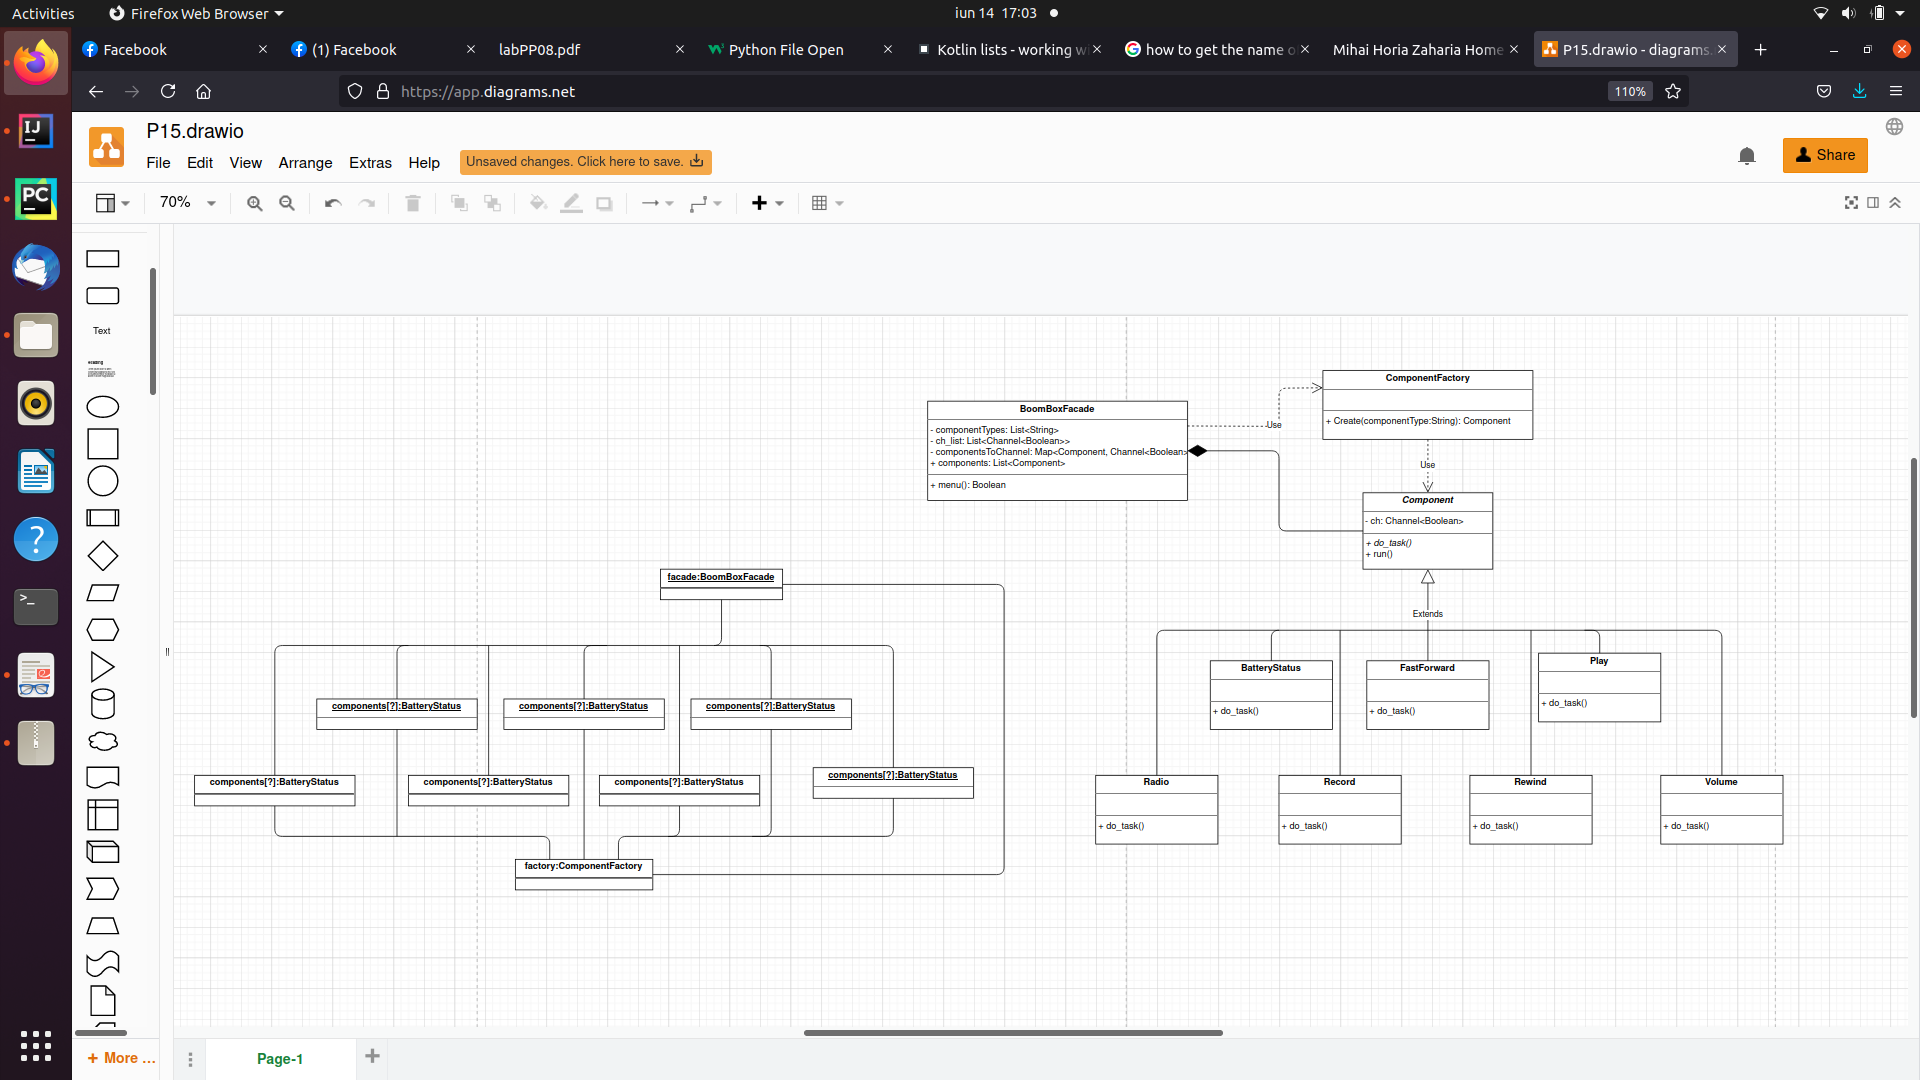 Activities
Firefox Web Browser
iun 14 17:03
Facebook
(1) Facebook
labPP08.pdf
Python File Open
Kotlin lists - working w
how to get the name o
Mihai Horia Zaharia Home
P15.drawio - diagrams.
https://app.diagrams.net
110%
P15.drawio
File Edit View Arrange Extras Help
Unsaved changes. Click here to save.
Share
70%
Text
Heading
ComponentFactory
+ Create(componentType:String): Component
BoomBoxFacade
- componentTypes: List<String>
- ch_list: List<Channel<Boolean>>
- componentsToChannel: Map<Component, Channel<Boolean>
+ components: List<Component>
+ menu(): Boolean
Use
Use
Component
- ch: Channel<Boolean>
+ do_task()
+ run()
Extends
facade:BoomBoxFacade
components[?]:BatteryStatus
components[?]:BatteryStatus
components[?]:BatteryStatus
components[?]:BatteryStatus
components[?]:BatteryStatus
components[?]:BatteryStatus
components[?]:BatteryStatus
factory:ComponentFactory
BatteryStatus
+ do_task()
FastForward
+ do_task()
Play
+ do_task()
Radio
+ do_task()
Record
+ do_task()
Rewind
+ do_task()
Volume
+ do_task()
+ More ...
Page-1